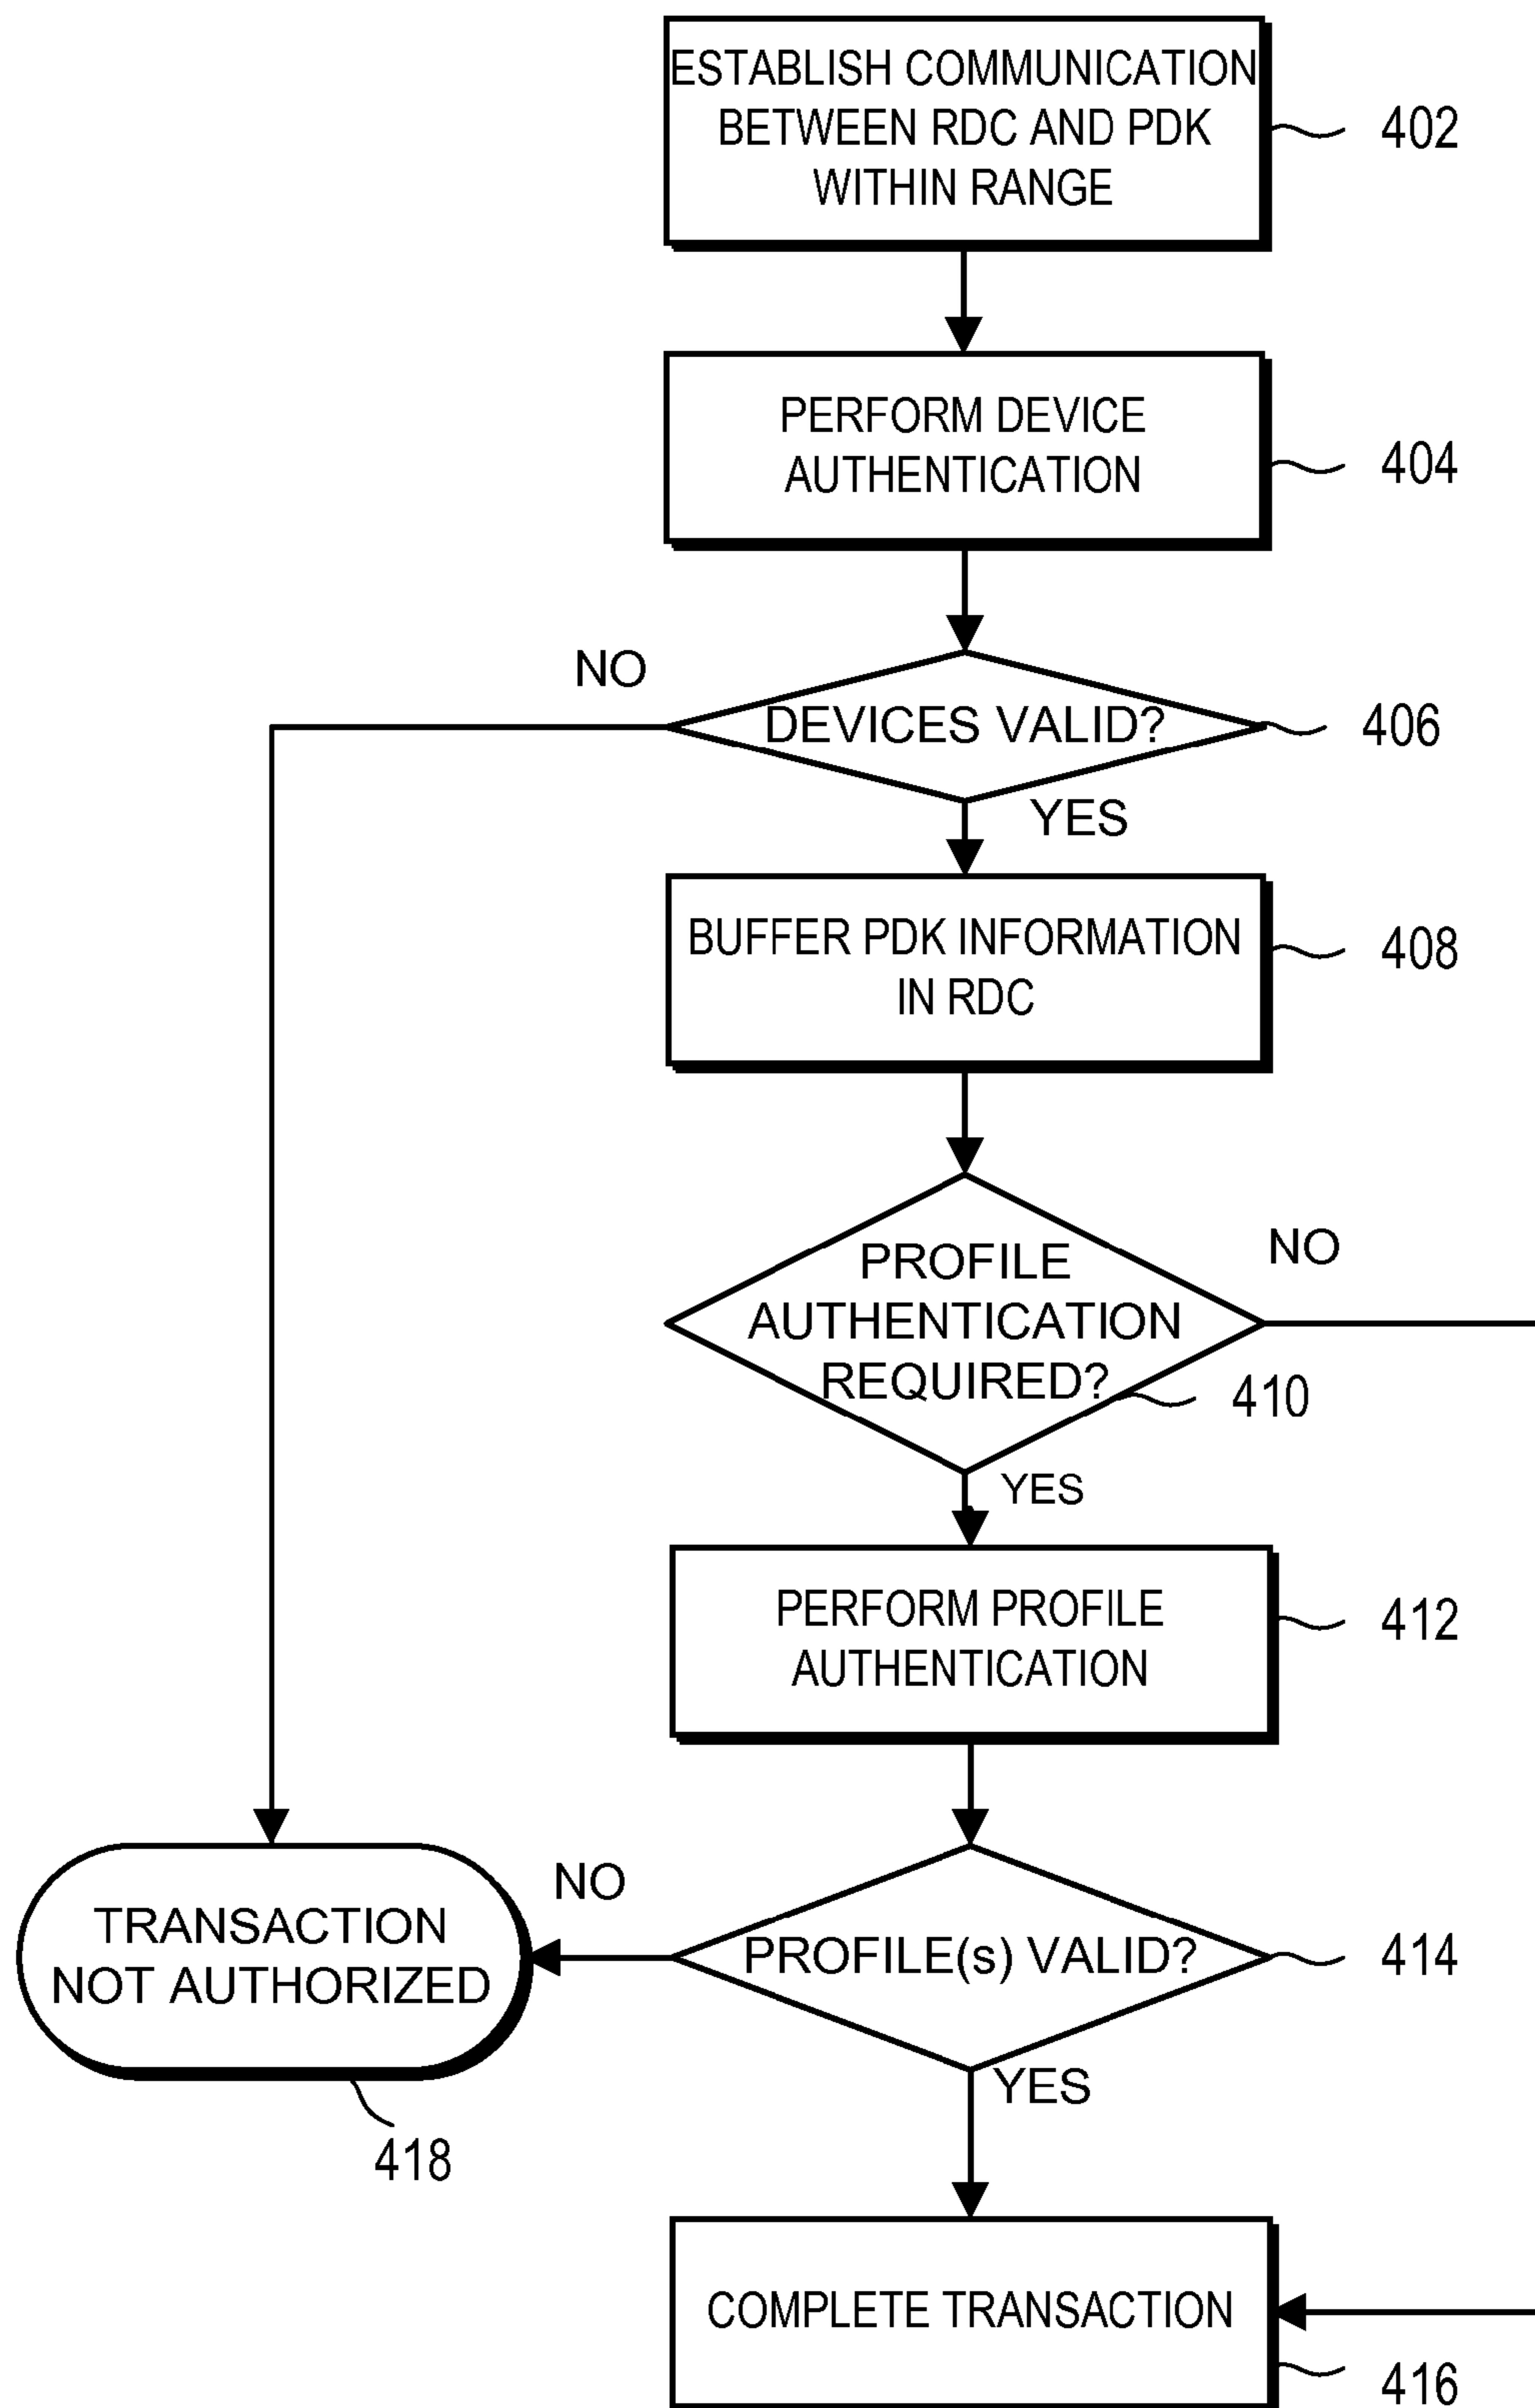 ESTABLISH COMMUNICATION
BETWEEN RDC AND PDK
WITHIN RANGE
402
PERFORM DEVICE
AUTHENTICATION
404
NO
DEVICES VALID?
406
YES
BUFFER PDK INFORMATION
IN RDC
408
PROFILE
AUTHENTICATION
REQUIRED?
NO
410
YES
PERFORM PROFILE
AUTHENTICATION
412
TRANSACTION
NOT AUTHORIZED
418
NO
PROFILE(s) VALID?
414
YES
COMPLETE TRANSACTION
416